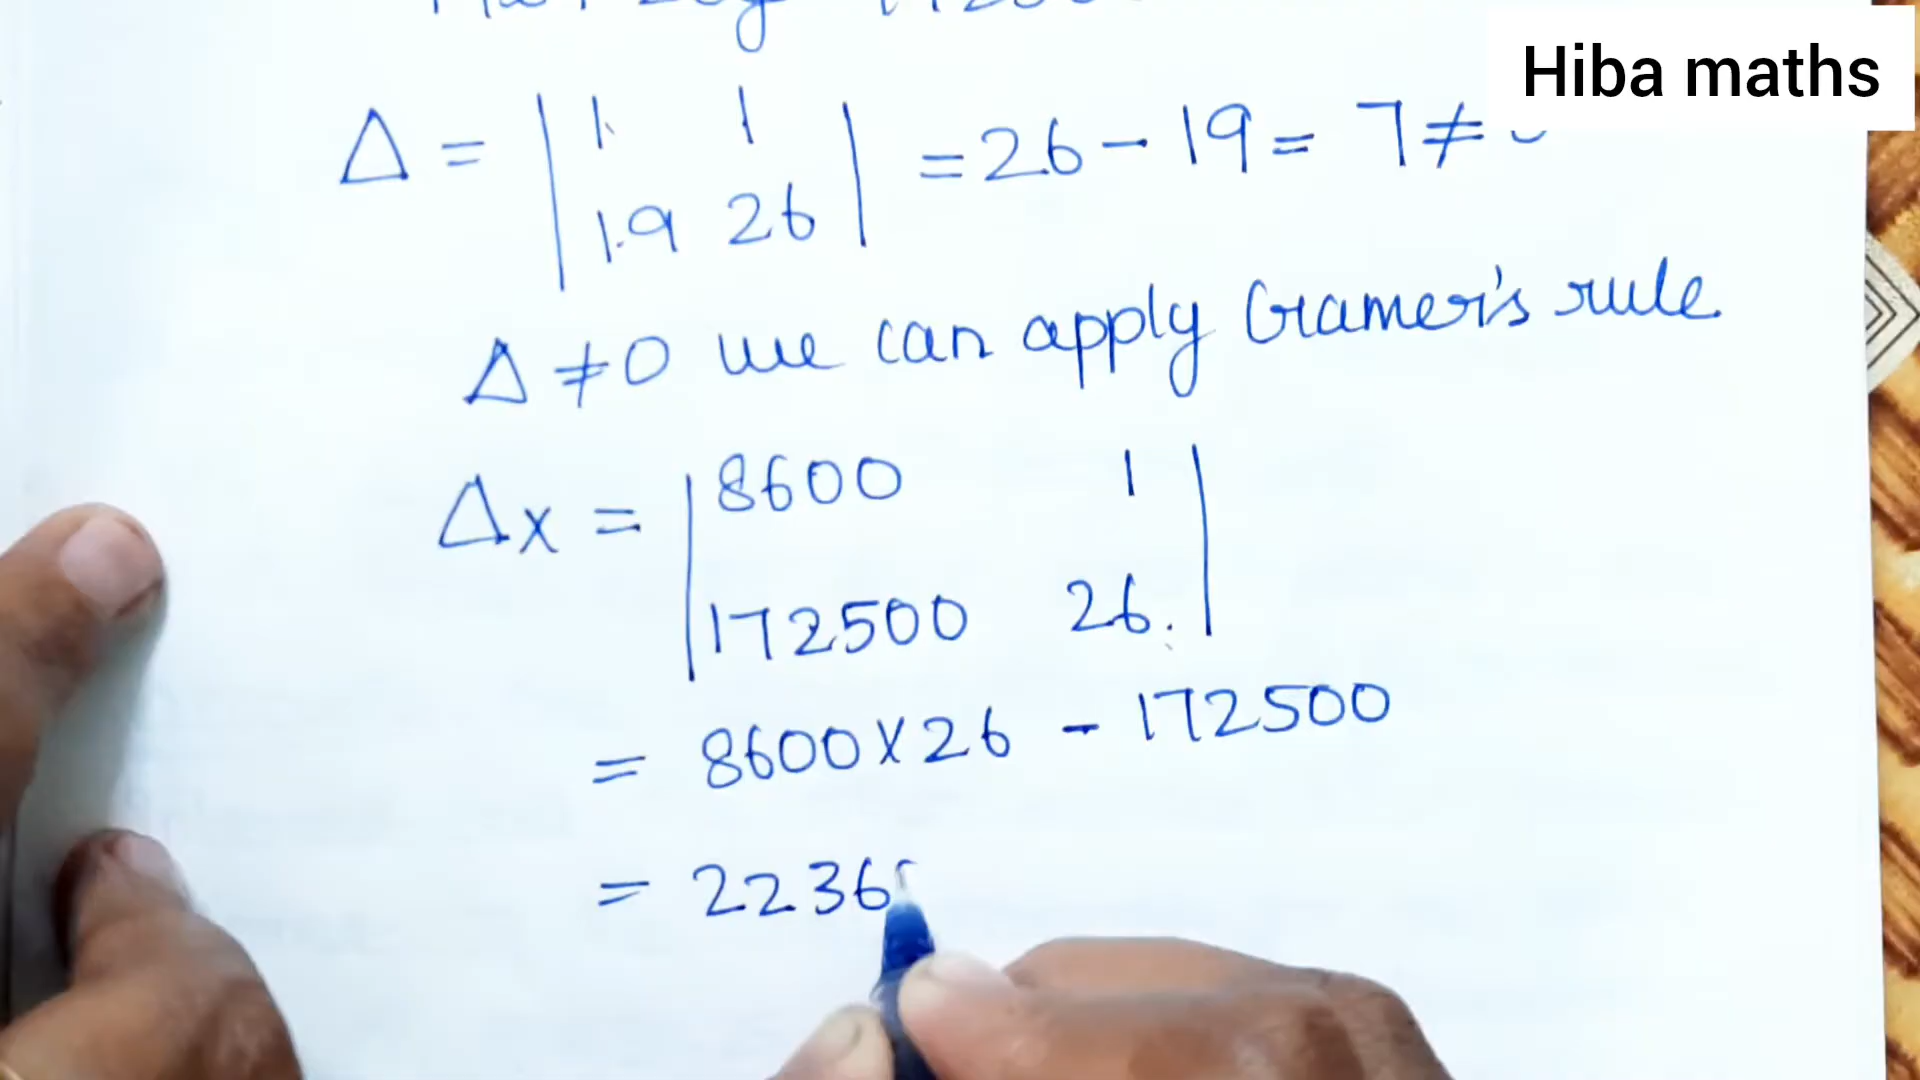 Hiba maths
Δ = | 1 1 | = 26 - 19 = 7 ≠
| 19 26 |
Δ ≠ 0 we can apply Cramer's rule
Δx = | 8600 1 |
| 172500 26 |
= 8600 x 26 - 172500
= 2236